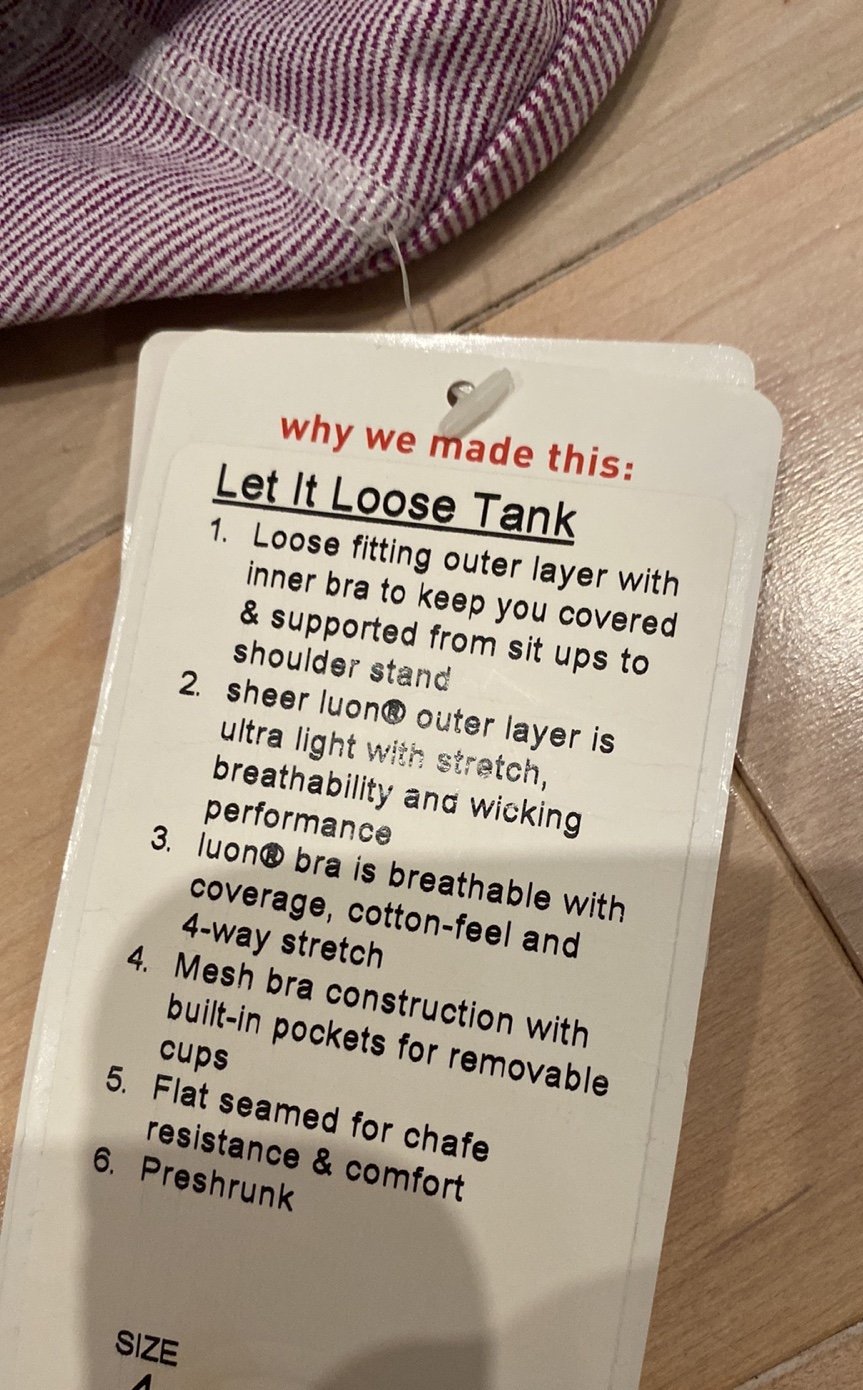 why we made this:
Let It Loose Tank
1. Loose fitting outer layer with
inner bra to keep you covered
& supported from sit ups to
shoulder stand
2. sheer luon® outer layer is
ultra light with stretch,
breathability and wicking
performance
3. luon® bra is breathable with
coverage, cotton-feel and
4-way stretch
4. Mesh bra construction with
built-in pockets for removable
cups
5. Flat seamed for chafe
resistance & comfort
6. Preshrunk
SIZE